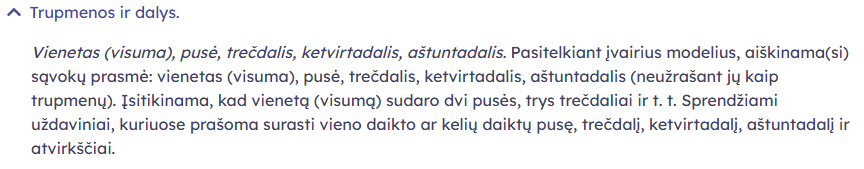 Trupmenos ir dalys.
Vienetas (visuma), pusė, trečdalis, ketvirtadalis, aštuntadalis. Pasitelkiant įvairius modelius, aiškinama(si)
sąvokų prasmė: vienetas (visuma), pusė, trečdalis, ketvirtadalis, aštuntadalis (neužrašant jų kaip
trupmenų). Įsitikinama, kad vienetą (visumą) sudaro dvi pusės, trys trečdaliai ir t. t. Sprendžiami
uždaviniai, kuriuose prašoma surasti vieno daikto ar kelių daiktų pusę, trečdalį, ketvirtadalį, aštuntadalį ir
atvirkščiai.